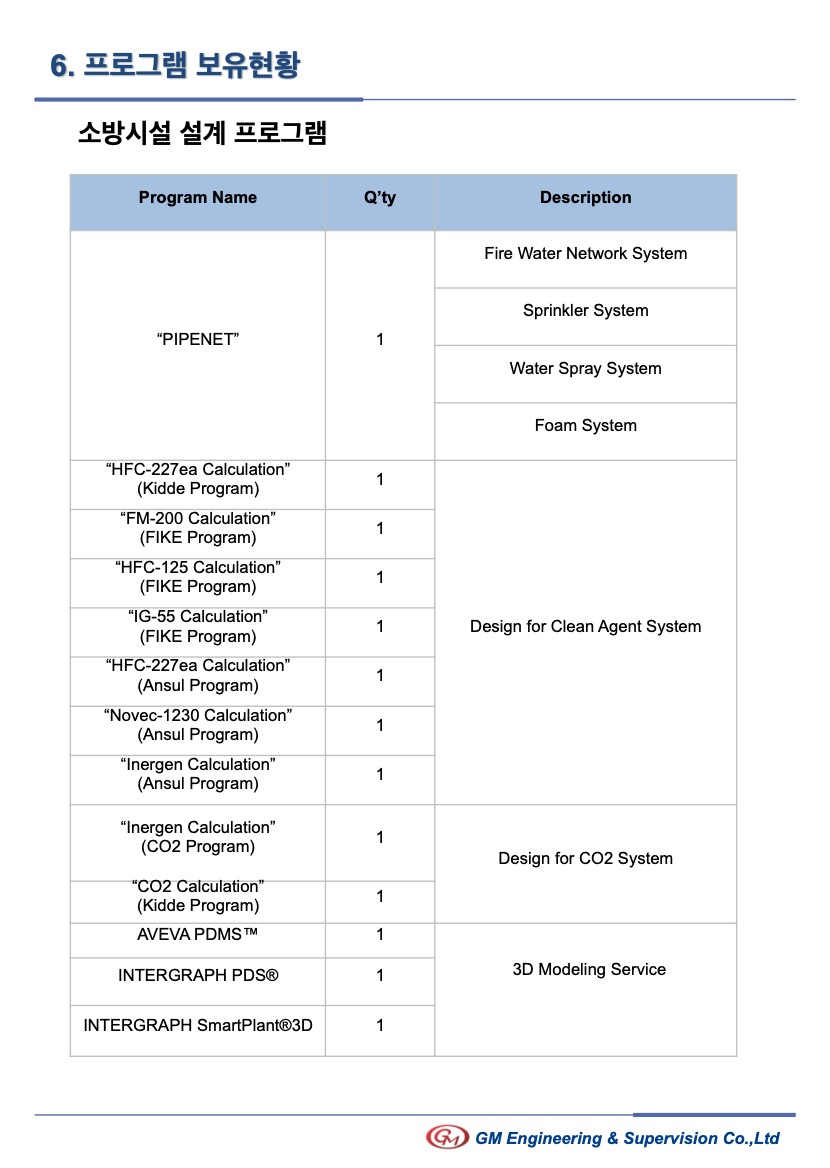 6. 프로그램 보유현황
소방시설 설계 프로그램
Program Name Q’ty Description
“PIPENET” 1 Fire Water Network System
Sprinkler System
Water Spray System
Foam System
“HFC-227ea Calculation”
(Kidde Program) 1
“FM-200 Calculation”
(FIKE Program) 1
“HFC-125 Calculation”
(FIKE Program) 1
“IG-55 Calculation”
(FIKE Program) 1
Design for Clean Agent System
“HFC-227ea Calculation”
(Ansul Program) 1
“Novec-1230 Calculation”
(Ansul Program) 1
“Inergen Calculation”
(Ansul Program) 1
“Inergen Calculation”
(CO2 Program) 1
Design for CO2 System
“CO2 Calculation”
(Kidde Program) 1
AVEVA PDMS™ 1
3D Modeling Service
INTERGRAPH PDS® 1
INTERGRAPH SmartPlant®3D 1
GM GM Engineering & Supervision Co.,Ltd